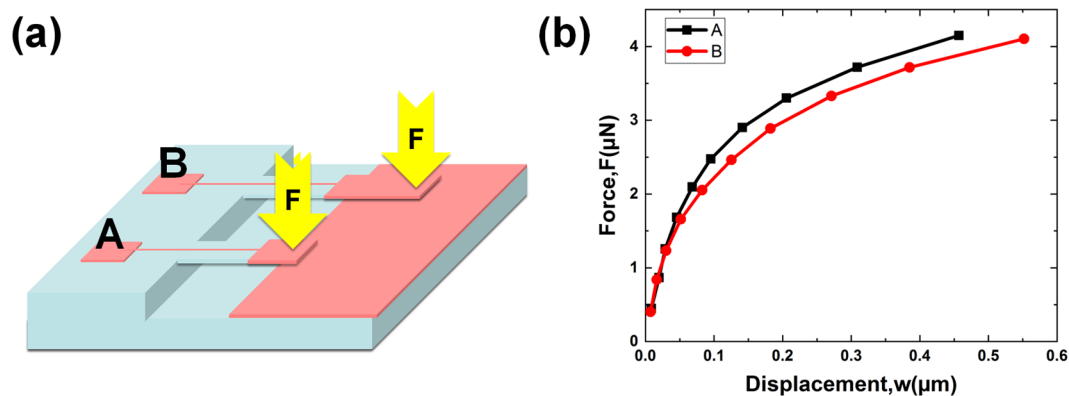 (a)
B
A
F
F
(b)
A
B
Force,F(μN)
4
3
2
1
0
0.0 0.1 0.2 0.3 0.4 0.5 0.6
Displacement,w(μm)